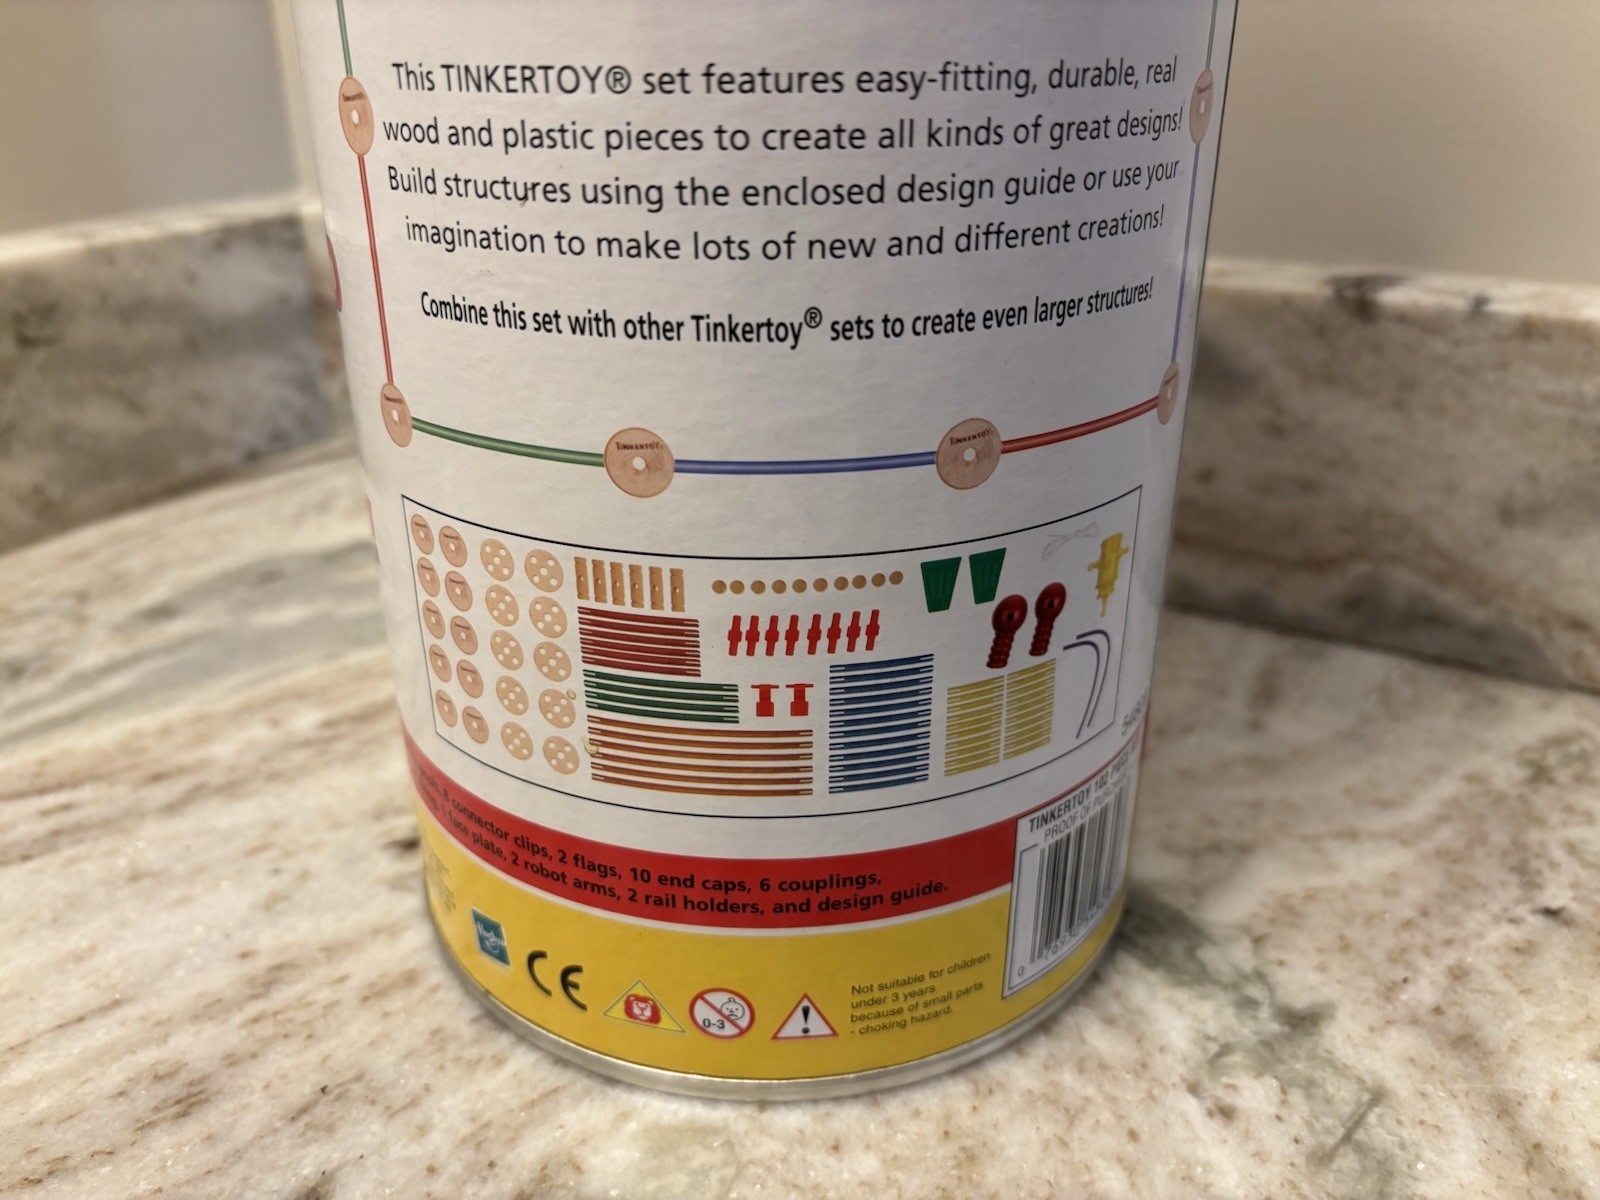 This TINKERTOY® set features easy-fitting, durable, real
wood and plastic pieces to create all kinds of great designs!
Build structures using the enclosed design guide or use your
imagination to make lots of new and different creations!
Combine this set with other Tinkertoy® sets to create even larger structures!
TINKERTOY
TINKERTOY
connector clips, 2 flags, 10 end caps, 6 couplings,
1 face plate, 2 robot arms, 2 rail holders, and design guide.
TINKERTOY 102 PIECE
PROOF OF PURCHASE
Hasbro
CE
0-3
!
Not suitable for children
under 3 years
because of small parts
- choking hazard.
0